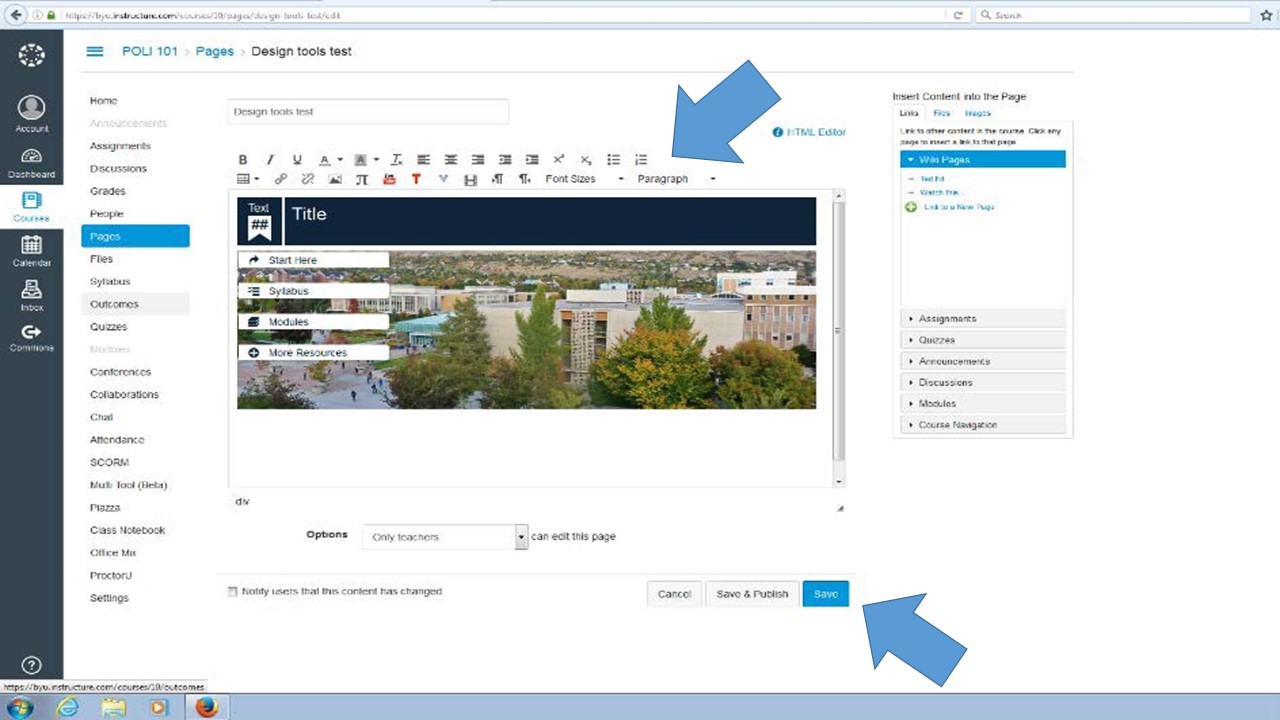 https://byu.instructure.com/courses/10/pages/design-tools-test/edit
Search
POLI 101 > Pages > Design tools test
Account
Dashboard
Courses
Calendar
Inbox
Commons
Home
Announcements
Assignments
Discussions
Grades
People
Pages
Files
Syllabus
Outcomes
Quizzes
Modules
Conferences
Collaborations
Chat
Attendance
SCORM
Multi Tool (Beta)
Piazza
Class Notebook
Office Mix
ProctorU
Settings
Design tools test
HTML Editor
Font Sizes
Paragraph
Text
##
Title
Start Here
Syllabus
Modules
More Resources
div
Options
Only teachers
can edit this page
Notify users that this content has changed
Cancel
Save & Publish
Save
Insert Content into the Page
Links Files Images
Link to other content in the course. Click any
page to insert a link to that page.
Wiki Pages
Watch this...
Link to a New Page
Assignments
Quizzes
Announcements
Discussions
Modules
Course Navigation
https://byu.instructure.com/courses/10/outcomes